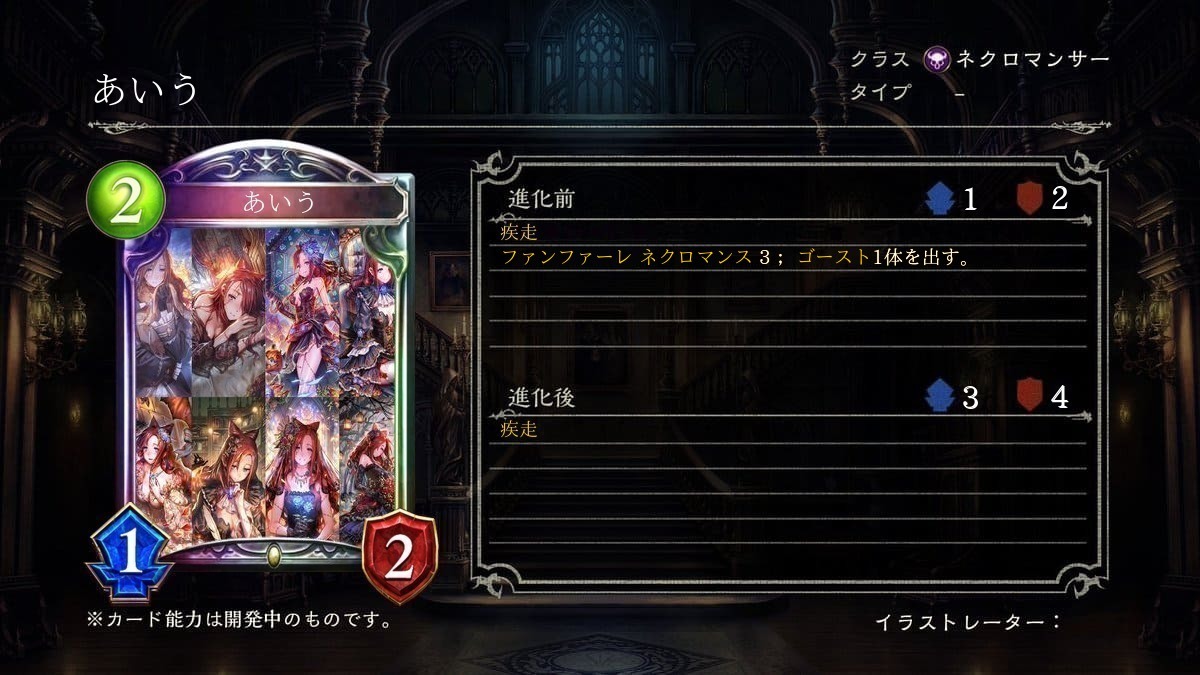 あいう
クラス ネクロマンサー
タイプ －
2
あいう
1
2
進化前 1 2
疾走
ファンファーレ ネクロマンス 3； ゴースト1体を出す。
進化後 3 4
疾走
※カード能力は開発中のものです。
イラストレーター：